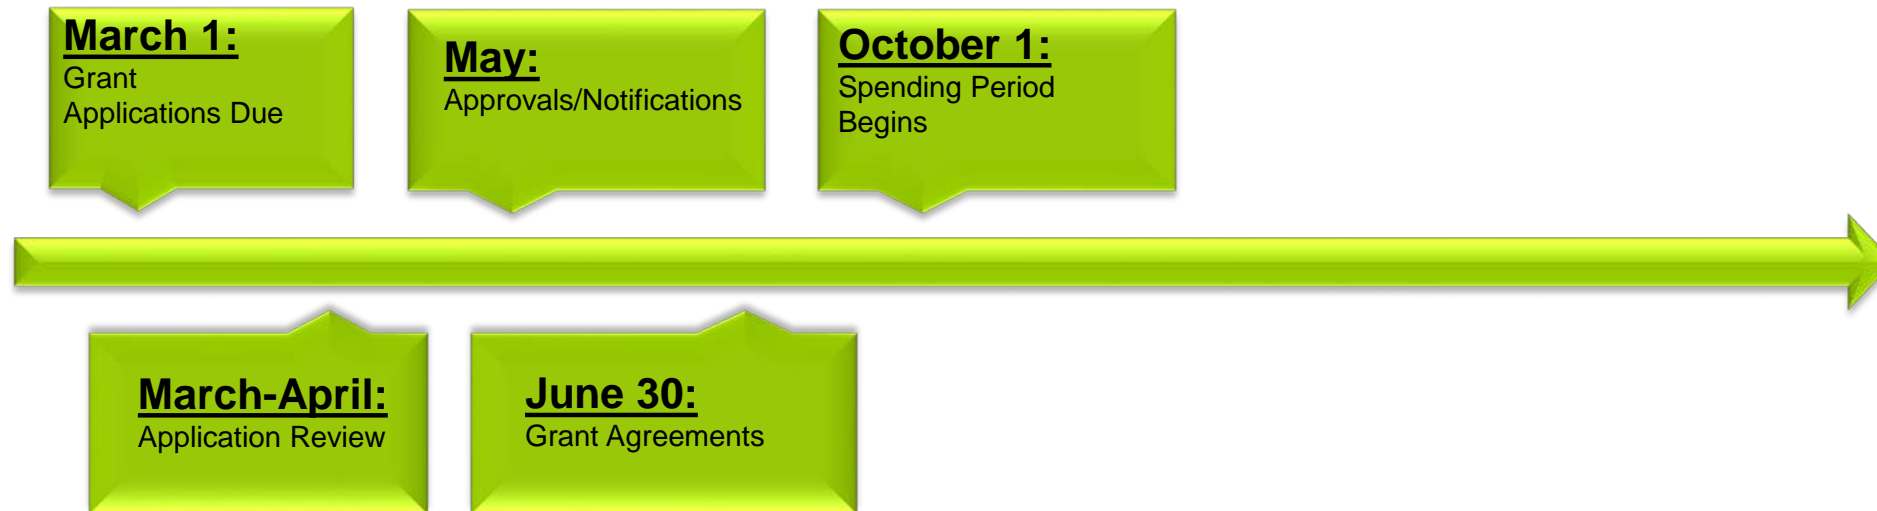 March 1:
Grant
Applications Due
May:
Approvals/Notifications
October 1:
Spending Period
Begins
March-April:
Application Review
June 30:
Grant Agreements